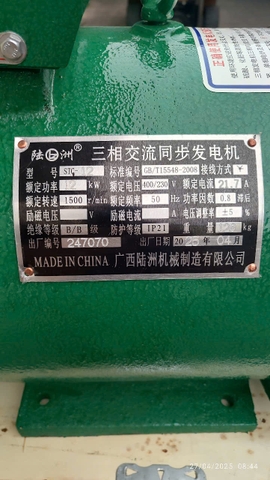 陆洲 三相交流同步发电机
型号 STC-12 标准编号 GB/T15548-2008 接线方式 Y
额定功率 12 kW 额定电压 400/230 V 额定电流 21.7 A
额定转速 1500 r/min 额定频率 50 Hz 功率因数 0.8 滞后
励磁电压 V 励磁电流 A 电压调整率 ±5 %
绝缘等级 B/B 级 防护等级 IP21 重量 kg
出厂编号 247070 出厂日期 2025 年 04 月
MADE IN CHINA 广西陆洲机械制造有限公司